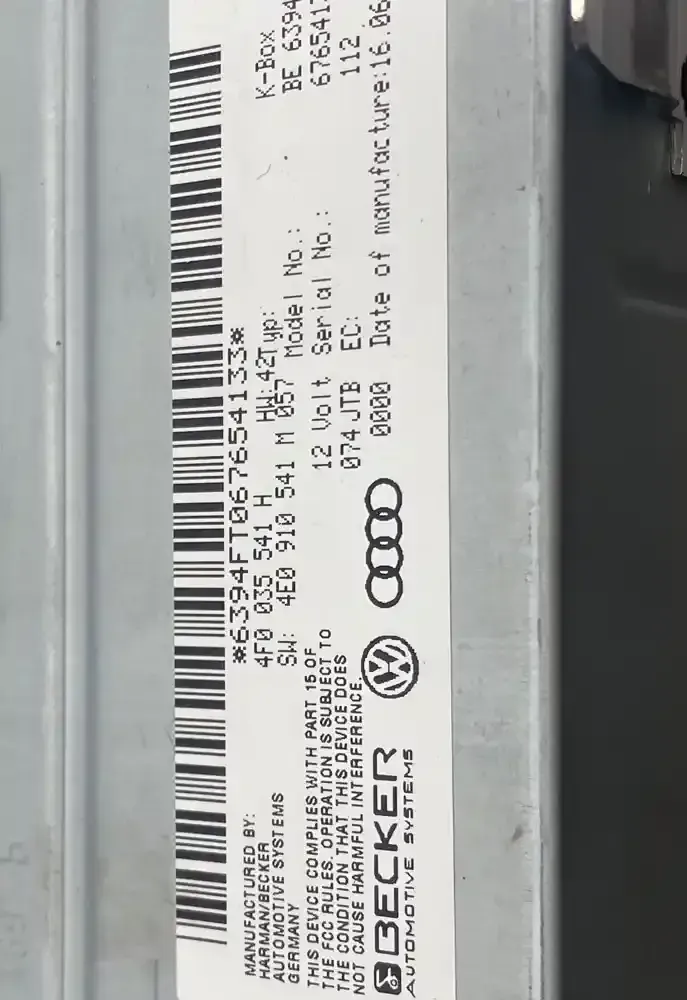 *6394FT067654133*
4F0 035 541 H HW:42Typ: K-Box
SW: 4E0 910 541 M 057 Model No.: BE 6394
12 Volt Serial No.: 6765413
074 JTB EC: 112
0000 Date of manufacture:16.06
MANUFACTURED BY:
HARMAN/BECKER
AUTOMOTIVE SYSTEMS
GERMANY
THIS DEVICE COMPLIES WITH PART 15 OF
THE FCC RULES. OPERATION IS SUBJECT TO
THE CONDITION THAT THIS DEVICE DOES
NOT CAUSE HARMFUL INTERFERENCE.
BECKER
AUTOMOTIVE SYSTEMS